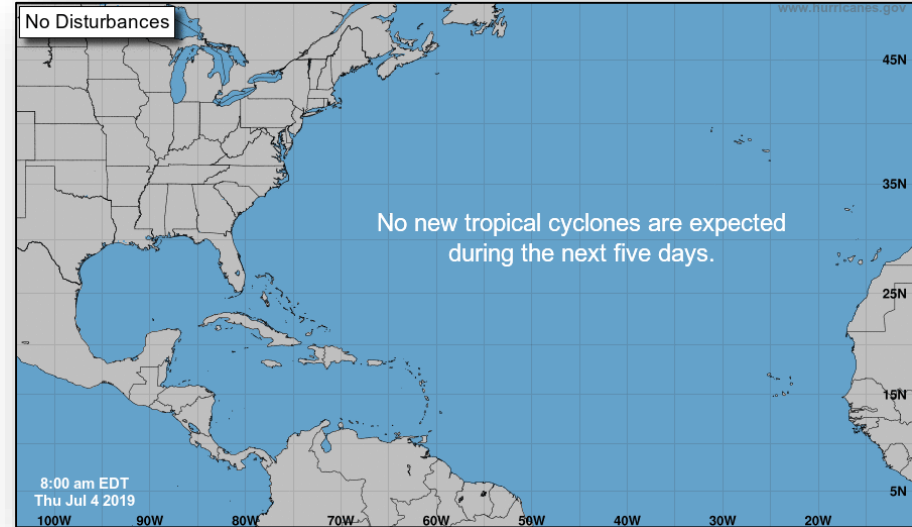 No Disturbances
www.hurricanes.gov
45N
35N
No new tropical cyclones are expected
during the next five days.
25N
15N
8:00 am EDT
Thu Jul 4 2019
5N
100W 90W 80W 70W 60W 50W 40W 30W 20W